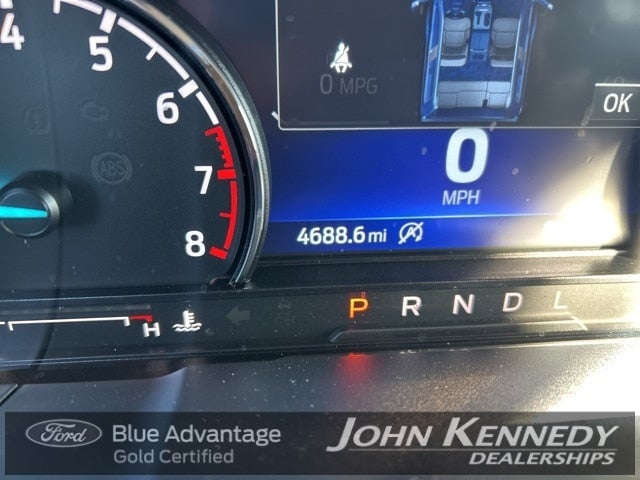 4
5
6
7
8
ABS
0 MPG
OK
0
MPH
4688.6 mi
H
P R N D L
Ford
Blue Advantage
Gold Certified
JOHN KENNEDY
DEALERSHIPS